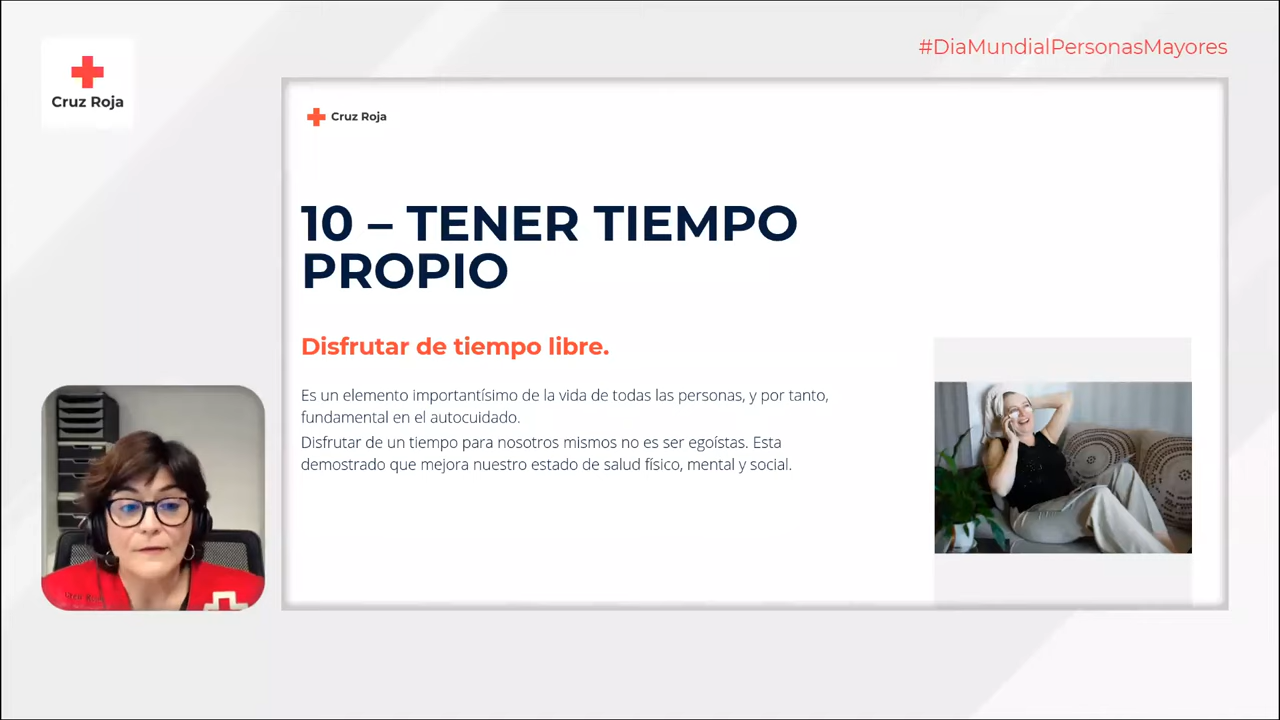 #DiaMundialPersonasMayores
Cruz Roja
Cruz Roja
10 – TENER TIEMPO
PROPIO
Disfrutar de tiempo libre.
Es un elemento importantísimo de la vida de todas las personas, y por tanto,
fundamental en el autocuidado.
Disfrutar de un tiempo para nosotros mismos no es ser egoístas. Esta
demostrado que mejora nuestro estado de salud físico, mental y social.